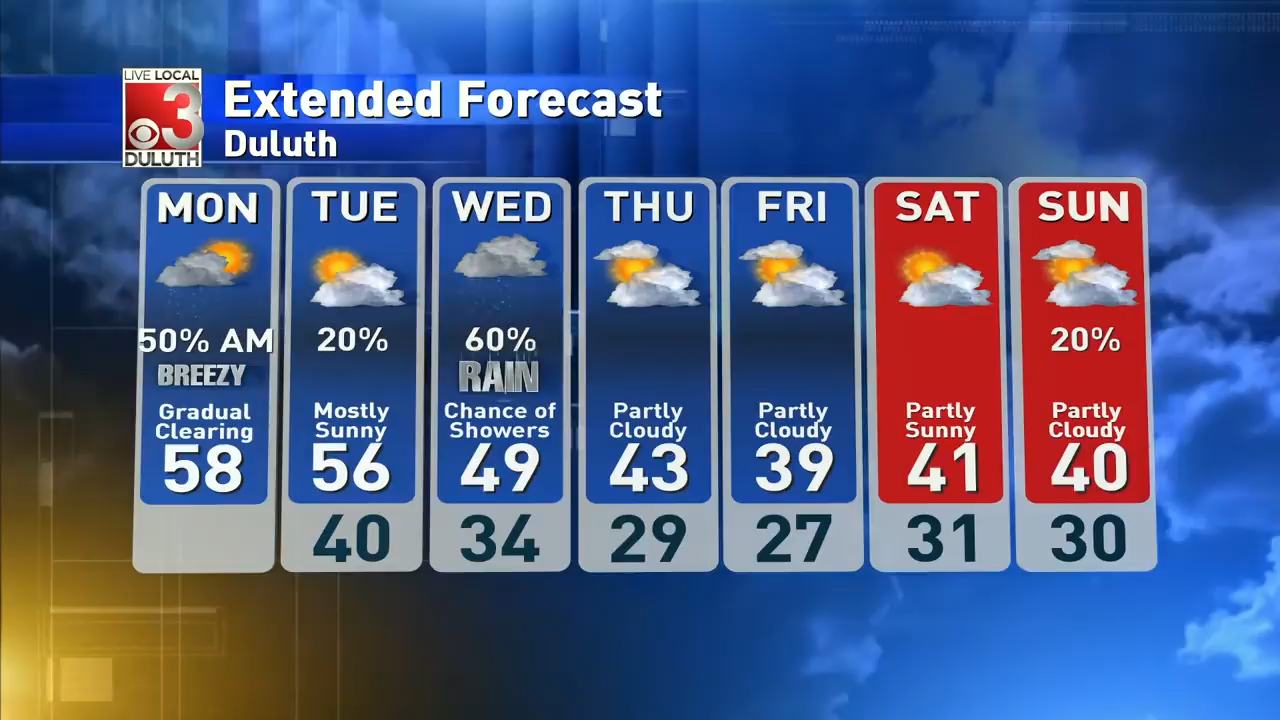 LIVE LOCAL
3
DULUTH
Extended Forecast
Duluth
MON TUE WED THU FRI SAT SUN
50% AM 20% 60% 20%
BREEZY RAIN
Gradual Mostly Chance of Partly Partly Partly Partly
Clearing Sunny Showers Cloudy Cloudy Sunny Cloudy
58 56 49 43 39 41 40
40 34 29 27 31 30